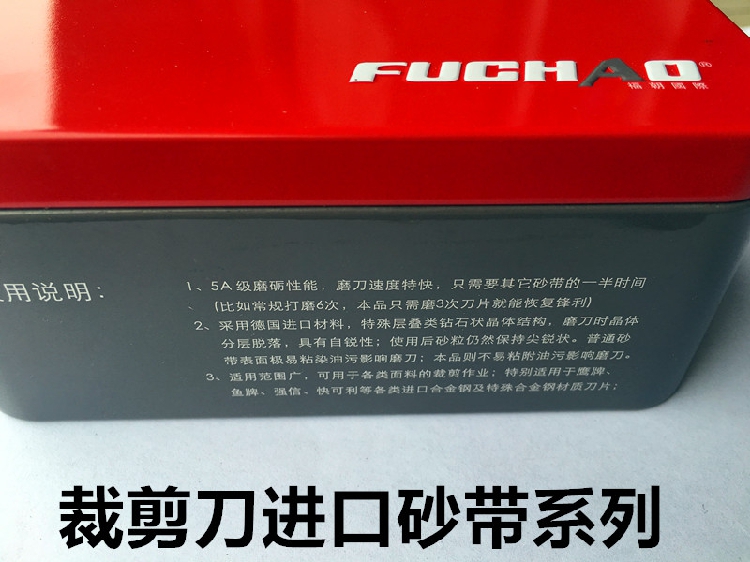 FUCHAO®
福朝國際
用说明：
1、5A级磨砺性能，磨刀速度特快，只需要其它砂带的一半时间
（比如常规打磨6次，本品只需磨3次刀片就能恢复锋利）
2、采用德国进口材料，特殊层叠类钻石状晶体结构，磨刀时晶体
分层脱落，具有自锐性；使用后砂粒仍然保持尖锐状。普通砂
带表面极易粘染油污影响磨刀；本品则不易粘附油污影响磨刀。
3、适用范围广，可用于各类面料的裁剪作业；特别适用于鹰牌、
鱼牌、强信、快可利等各类进口合金钢及特殊合金钢材质刀片；
裁剪刀进口砂带系列